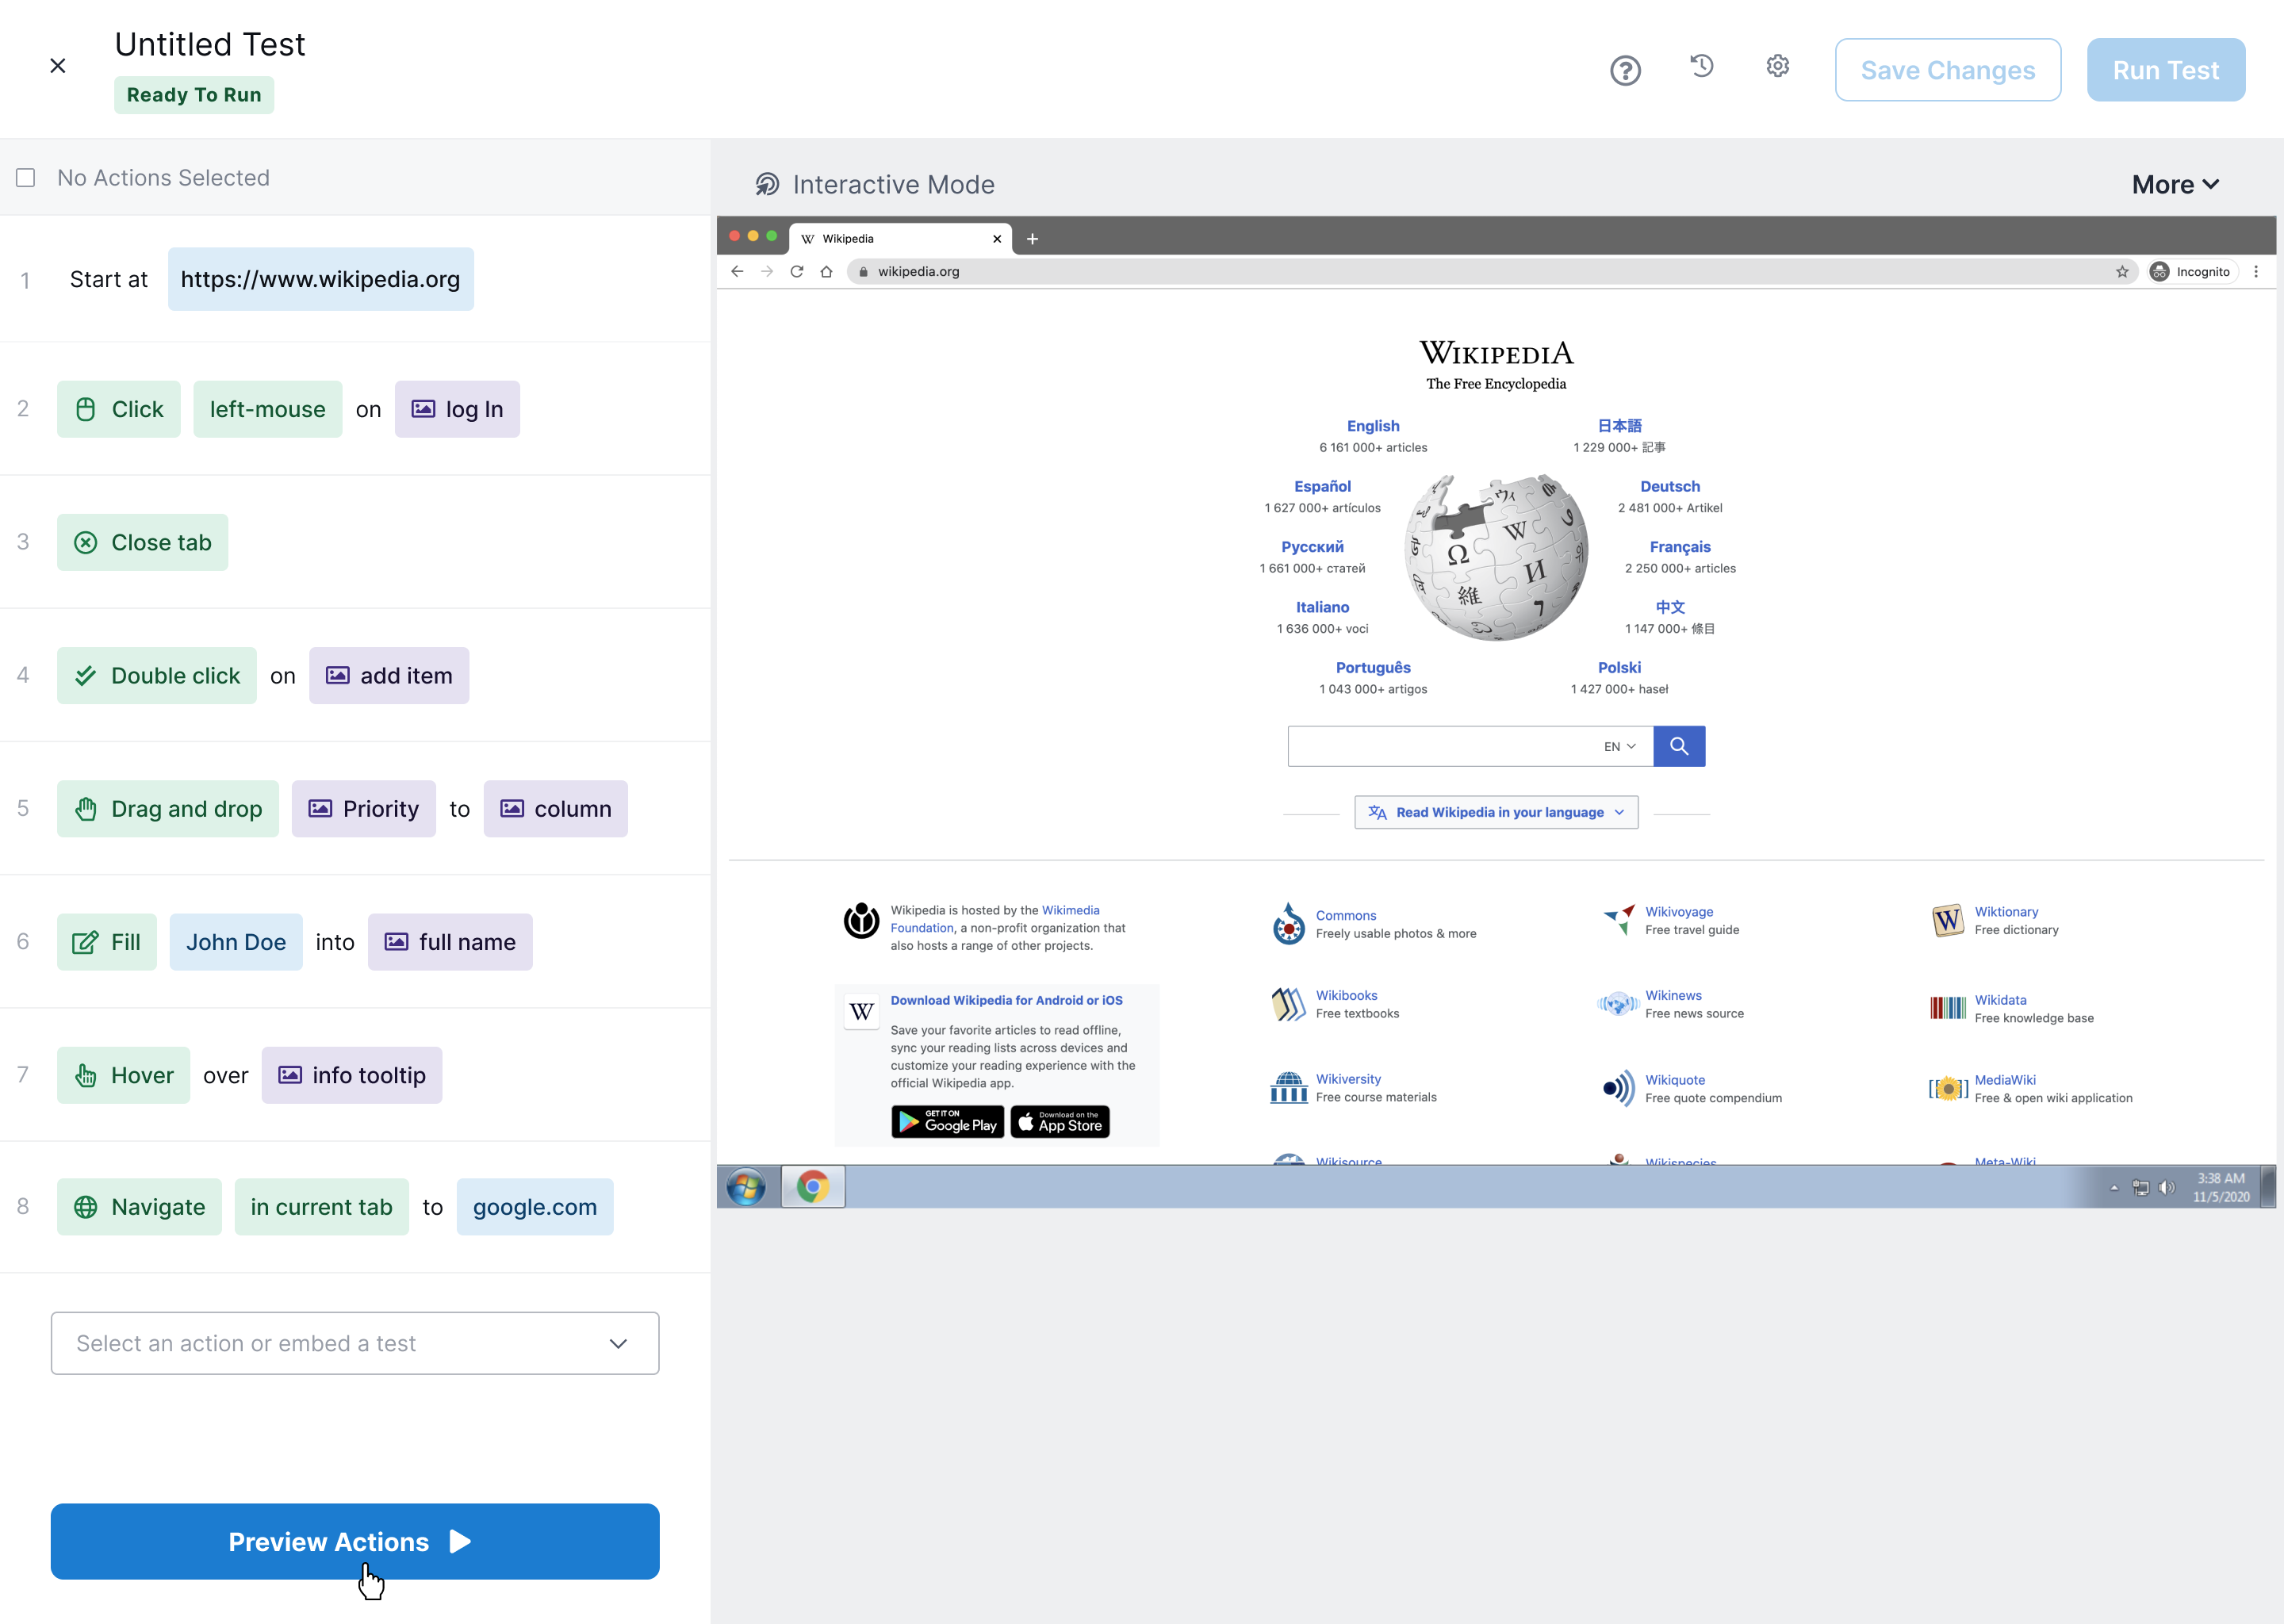 Untitled Test
Ready To Run
Save Changes
Run Test
No Actions Selected
1 Start at https://www.wikipedia.org
2 Click left-mouse on log In
3 Close tab
4 Double click on add item
5 Drag and drop Priority to column
6 Fill John Doe into full name
7 Hover over info tooltip
8 Navigate in current tab to google.com
Select an action or embed a test
Preview Actions
Interactive Mode
More
W Wikipedia
wikipedia.org
Incognito
WIKIPEDIA
The Free Encyclopedia
English
6 161 000+ articles
日本語
1 229 000+ 記事
Español
1 627 000+ artículos
Deutsch
2 481 000+ Artikel
Русский
1 661 000+ статей
Français
2 250 000+ articles
Italiano
1 636 000+ voci
中文
1 147 000+ 條目
Português
1 043 000+ artigos
Polski
1 427 000+ haseł
Ω
W
И
維
EN
Read Wikipedia in your language
Wikipedia is hosted by the Wikimedia
Foundation, a non-profit organization that
also hosts a range of other projects.
W
Download Wikipedia for Android or iOS
Save your favorite articles to read offline,
sync your reading lists across devices and
customize your reading experience with the
official Wikipedia app.
GET IT ON
Google Play
Download on the
App Store
Commons
Freely usable photos & more
Wikivoyage
Free travel guide
W
Wiktionary
Free dictionary
Wikibooks
Free textbooks
Wikinews
Free news source
Wikidata
Free knowledge base
Wikiversity
Free course materials
Wikiquote
Free quote compendium
MediaWiki
Free & open wiki application
Wikisource
Wikispecies
Meta-Wiki
3:38 AM
11/5/2020